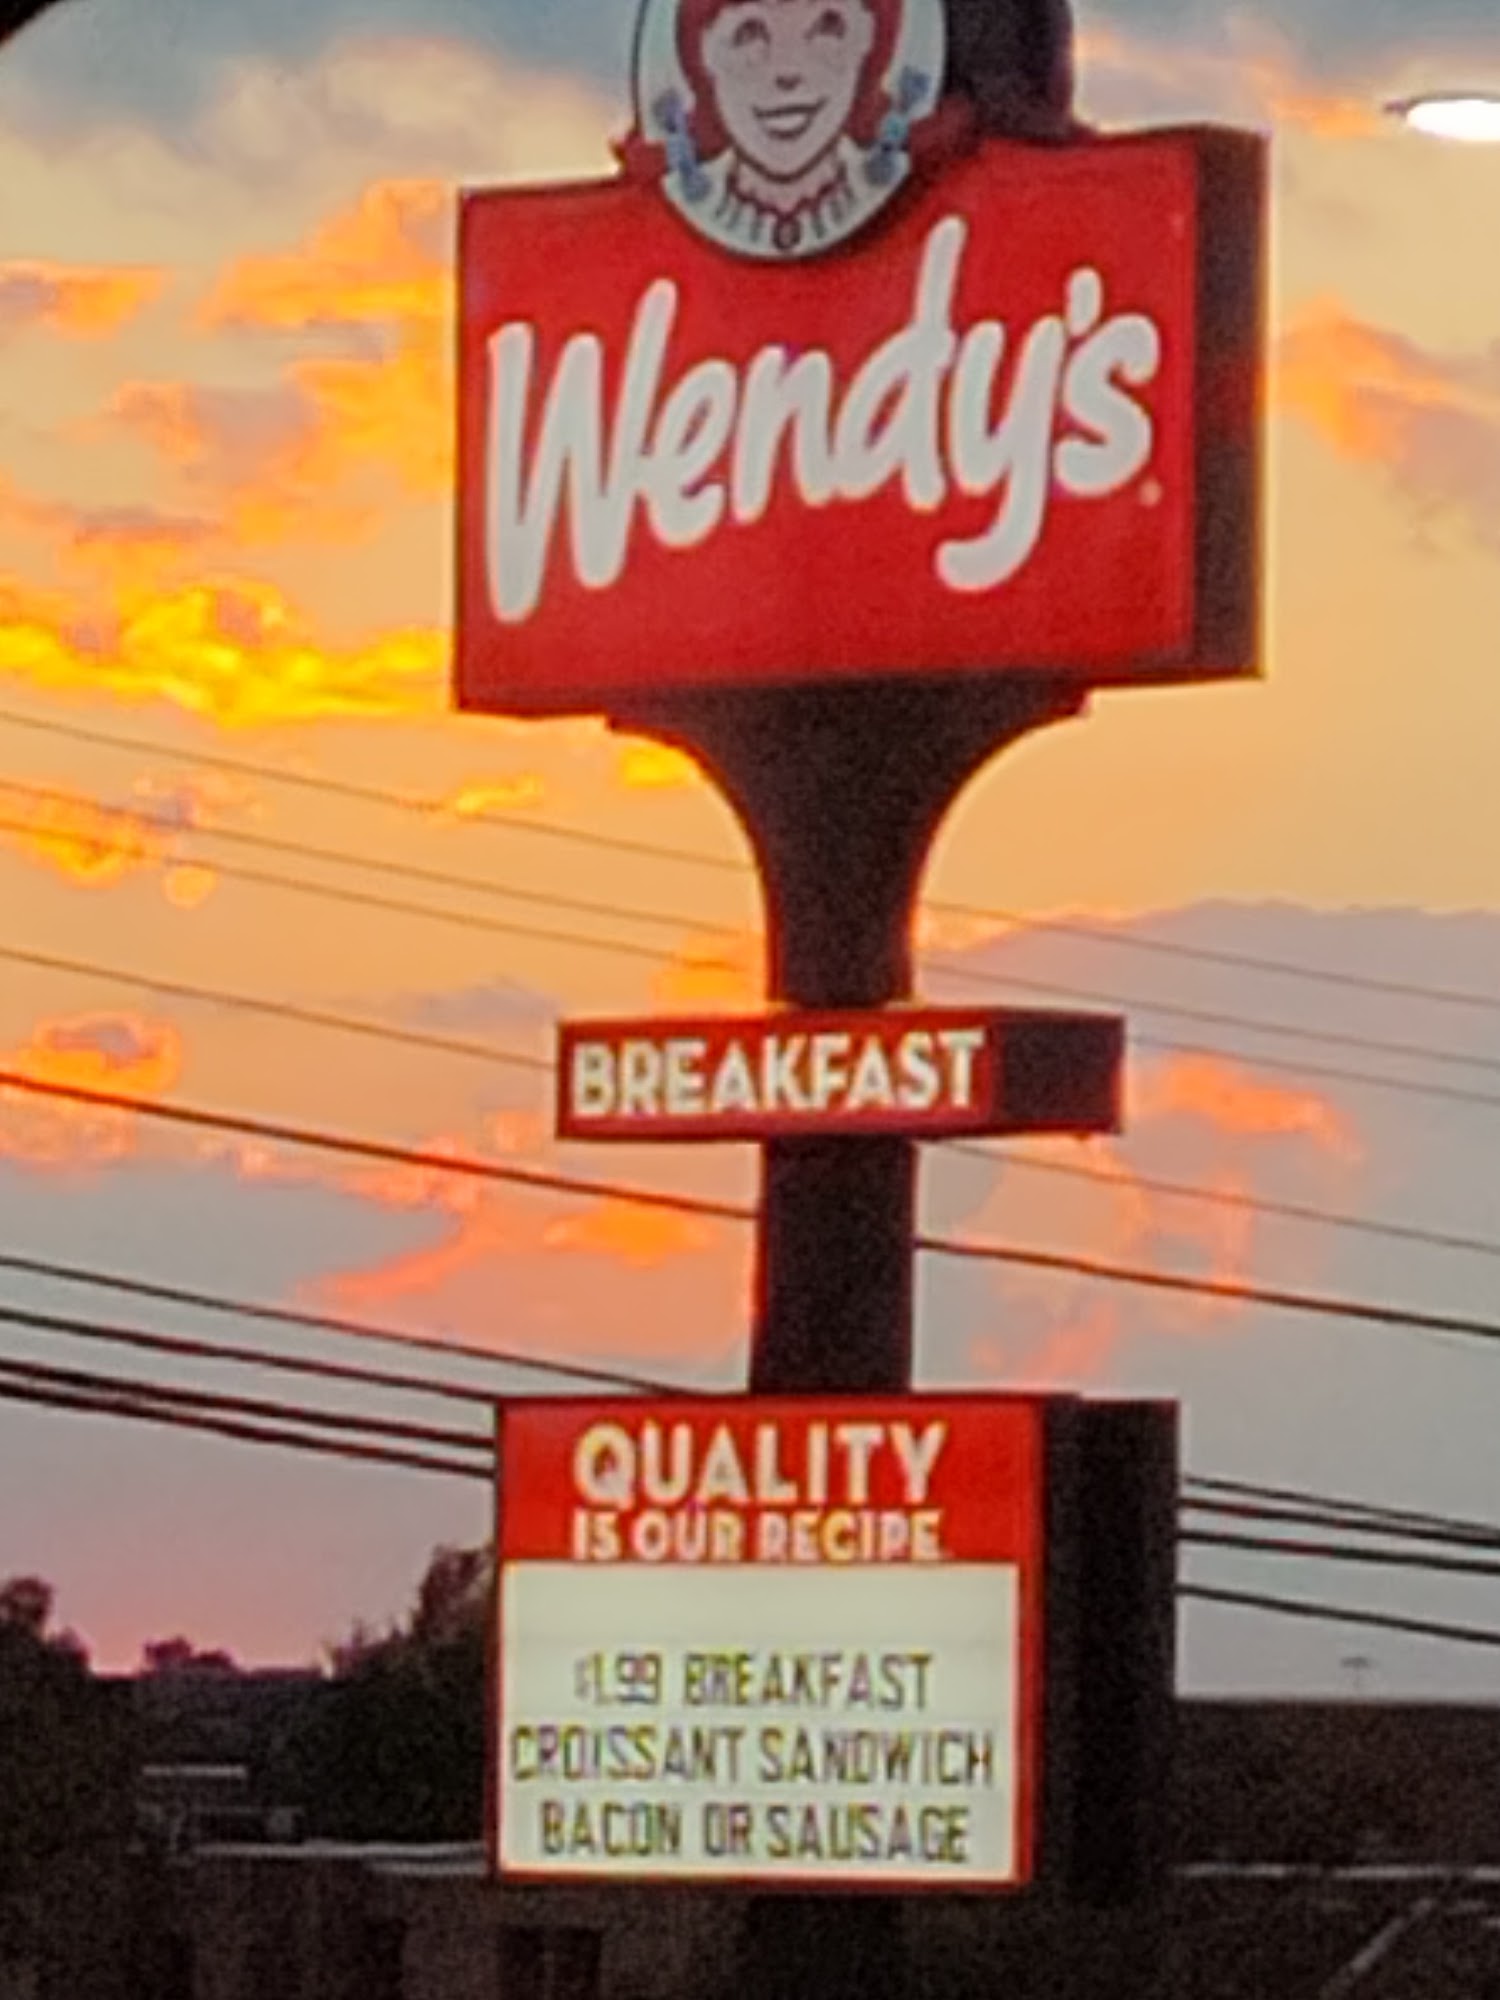 Wendy's
BREAKFAST
QUALITY
IS OUR RECIPE
$1.99 BREAKFAST
CROISSANT SANDWICH
BACON OR SAUSAGE